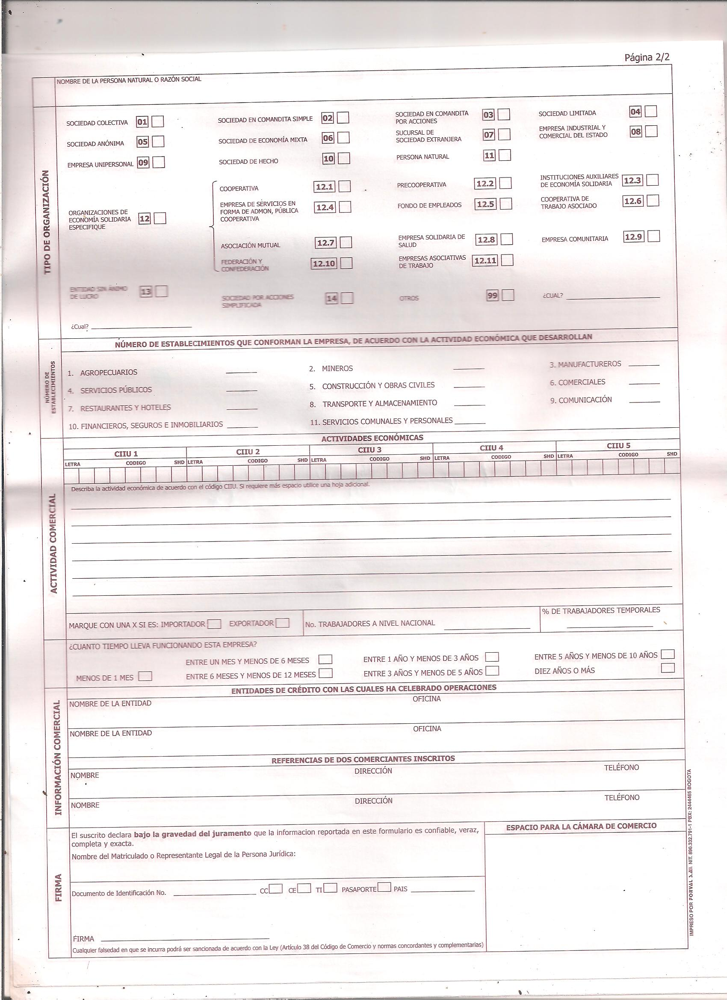 Página 2/2
NOMBRE DE LA PERSONA NATURAL O RAZÓN SOCIAL
TIPO DE ORGANIZACIÓN
SOCIEDAD COLECTIVA 01
SOCIEDAD EN COMANDITA SIMPLE 02
SOCIEDAD EN COMANDITA
POR ACCIONES 03
SOCIEDAD LIMITADA 04
SOCIEDAD ANÓNIMA 05
SOCIEDAD DE ECONOMÍA MIXTA 06
SUCURSAL DE
SOCIEDAD EXTRANJERA 07
EMPRESA INDUSTRIAL Y
COMERCIAL DEL ESTADO 08
EMPRESA UNIPERSONAL 09
SOCIEDAD DE HECHO 10
PERSONA NATURAL 11
ORGANIZACIONES DE
ECONOMÍA SOLIDARIA
ESPECIFIQUE 12
COOPERATIVA 12.1
PRECOOPERATIVA 12.2
INSTITUCIONES AUXILIARES
DE ECONOMÍA SOLIDARIA 12.3
EMPRESA DE SERVICIOS EN
FORMA DE ADMON, PÚBLICA
COOPERATIVA 12.4
FONDO DE EMPLEADOS 12.5
COOPERATIVA DE
TRABAJO ASOCIADO 12.6
ASOCIACIÓN MUTUAL 12.7
EMPRESA SOLIDARIA DE
SALUD 12.8
EMPRESA COMUNITARIA 12.9
FEDERACIÓN Y
CONFEDERACIÓN 12.10
EMPRESAS ASOCIATIVAS
DE TRABAJO 12.11
ENTIDAD SIN ÁNIMO
DE LUCRO 13
SOCIEDAD POR ACCIONES
SIMPLIFICADA 14
OTROS 99
¿CUAL?
¿Cual?
NÚMERO DE
ESTABLECIMIENTOS
NÚMERO DE ESTABLECIMIENTOS QUE CONFORMAN LA EMPRESA, DE ACUERDO CON LA ACTIVIDAD ECONÓMICA QUE DESARROLLAN
1. AGROPECUARIOS
2. MINEROS
3. MANUFACTUREROS
4. SERVICIOS PÚBLICOS
5. CONSTRUCCIÓN Y OBRAS CIVILES
6. COMERCIALES
7. RESTAURANTES Y HOTELES
8. TRANSPORTE Y ALMACENAMIENTO
9. COMUNICACIÓN
10. FINANCIEROS, SEGUROS E INMOBILIARIOS
11. SERVICIOS COMUNALES Y PERSONALES
ACTIVIDAD COMERCIAL
ACTIVIDADES ECONÓMICAS
CIIU 1 CIIU 2 CIIU 3 CIIU 4 CIIU 5
LETRA CODIGO SHD LETRA CODIGO SHD LETRA CODIGO SHD LETRA CODIGO SHD LETRA CODIGO SHD
Describa la actividad económica de acuerdo con el código CIIU. Si requiere más espacio utilice una hoja adicional.
MARQUE CON UNA X SI ES: IMPORTADOR EXPORTADOR
No. TRABAJADORES A NIVEL NACIONAL
% DE TRABAJADORES TEMPORALES
¿CUANTO TIEMPO LLEVA FUNCIONANDO ESTA EMPRESA?
ENTRE UN MES Y MENOS DE 6 MESES
ENTRE 1 AÑO Y MENOS DE 3 AÑOS
ENTRE 5 AÑOS Y MENOS DE 10 AÑOS
MENOS DE 1 MES
ENTRE 6 MESES Y MENOS DE 12 MESES
ENTRE 3 AÑOS Y MENOS DE 5 AÑOS
DIEZ AÑOS O MÁS
INFORMACIÓN COMERCIAL
ENTIDADES DE CRÉDITO CON LAS CUALES HA CELEBRADO OPERACIONES
NOMBRE DE LA ENTIDAD OFICINA
NOMBRE DE LA ENTIDAD OFICINA
REFERENCIAS DE DOS COMERCIANTES INSCRITOS
NOMBRE DIRECCIÓN TELÉFONO
NOMBRE DIRECCIÓN TELÉFONO
FIRMA
El suscrito declara bajo la gravedad del juramento que la informacion reportada en este formulario es confiable, veraz,
completa y exacta.
Nombre del Matriculado o Representante Legal de la Persona Jurídica:
Documento de Identificación No. CC CE TI PASAPORTE PAIS
FIRMA
Cualquier falsedad en que se incurra podrá ser sancionada de acuerdo con la Ley (Artículo 38 del Código de Comercio y normas concordantes y complementarias)
ESPACIO PARA LA CÁMARA DE COMERCIO
IMPRESO POR FORVAL NIT. 890.332.791-1 PBX: 2444465 BOGOTA